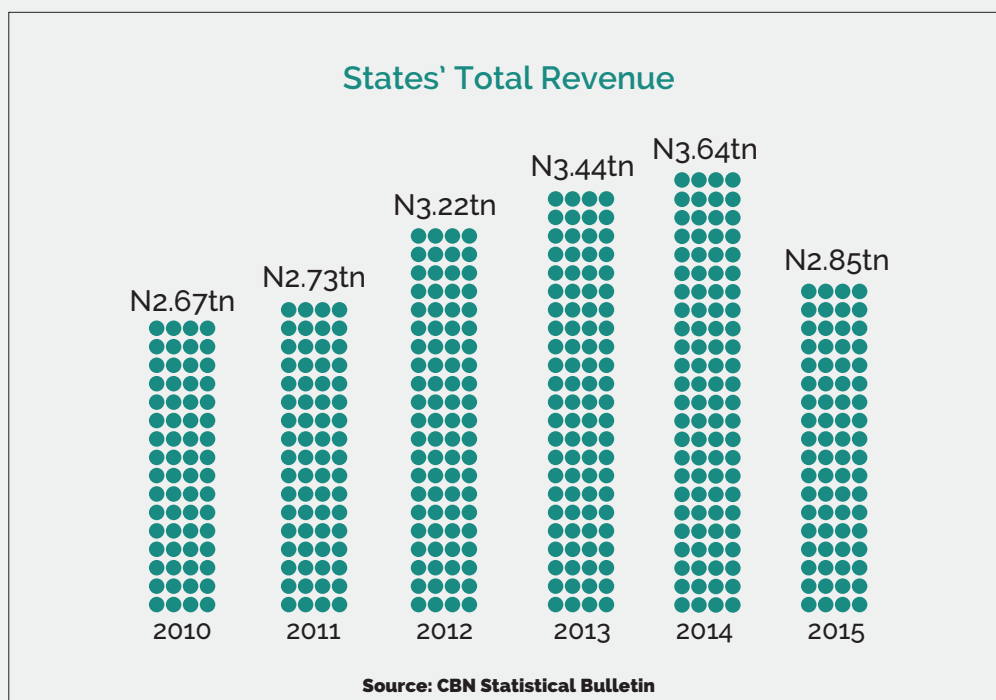 States' Total Revenue
N2.67tn
N2.73tn
N3.22tn
N3.44tn
N3.64tn
N2.85tn
2010
2011
2012
2013
2014
2015
Source: CBN Statistical Bulletin